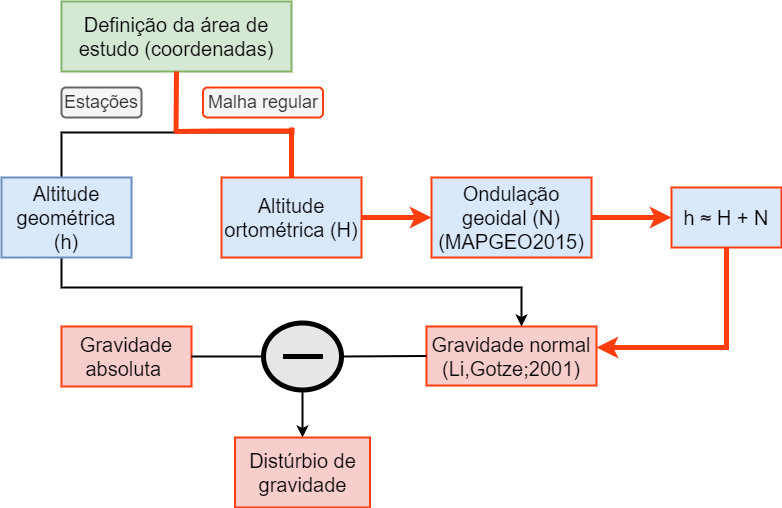 Definição da área de
estudo (coordenadas)
Estações
Malha regular
Altitude
geométrica
(h)
Altitude
ortométrica (H)
Ondulação
geoidal (N)
(MAPGEO2015)
h ≈ H + N
Gravidade
absoluta
Gravidade normal
(Li,Gotze;2001)
Distúrbio de
gravidade